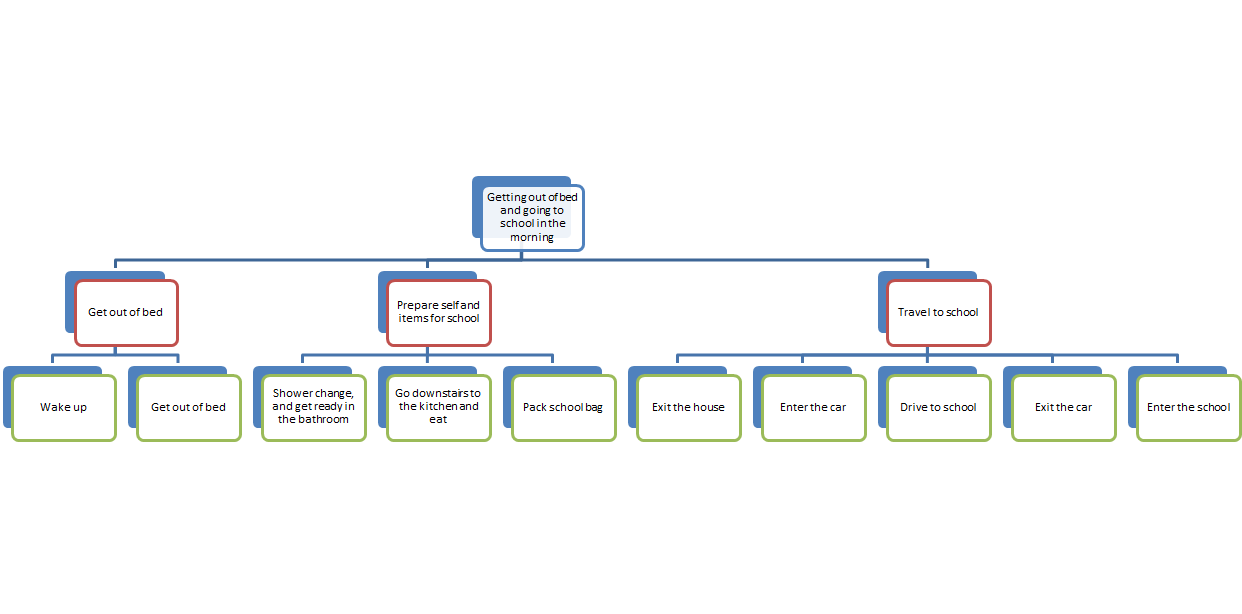 Getting out of bed
and going to
school in the
morning
Get out of bed
Prepare self and
items for school
Travel to school
Wake up
Get out of bed
Shower change,
and get ready in
the bathroom
Go downstairs to
the kitchen and
eat
Pack school bag
Exit the house
Enter the car
Drive to school
Exit the car
Enter the school